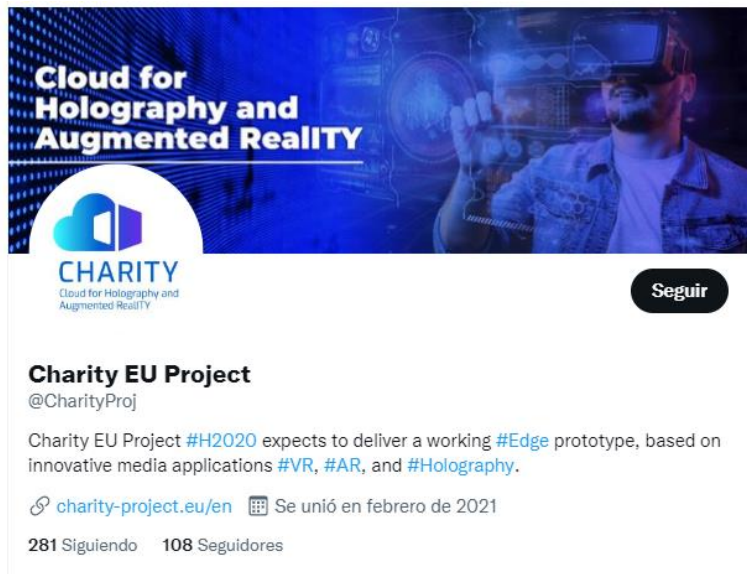 Cloud for
Holography and
Augmented RealITY
CHARITY
Cloud for Holography and
Augmented RealITY
Seguir
Charity EU Project
@CharityProj
Charity EU Project #H2020 expects to deliver a working #Edge prototype, based on
innovative media applications #VR, #AR, and #Holography.
charity-project.eu/en Se unió en febrero de 2021
281 Siguiendo 108 Seguidores